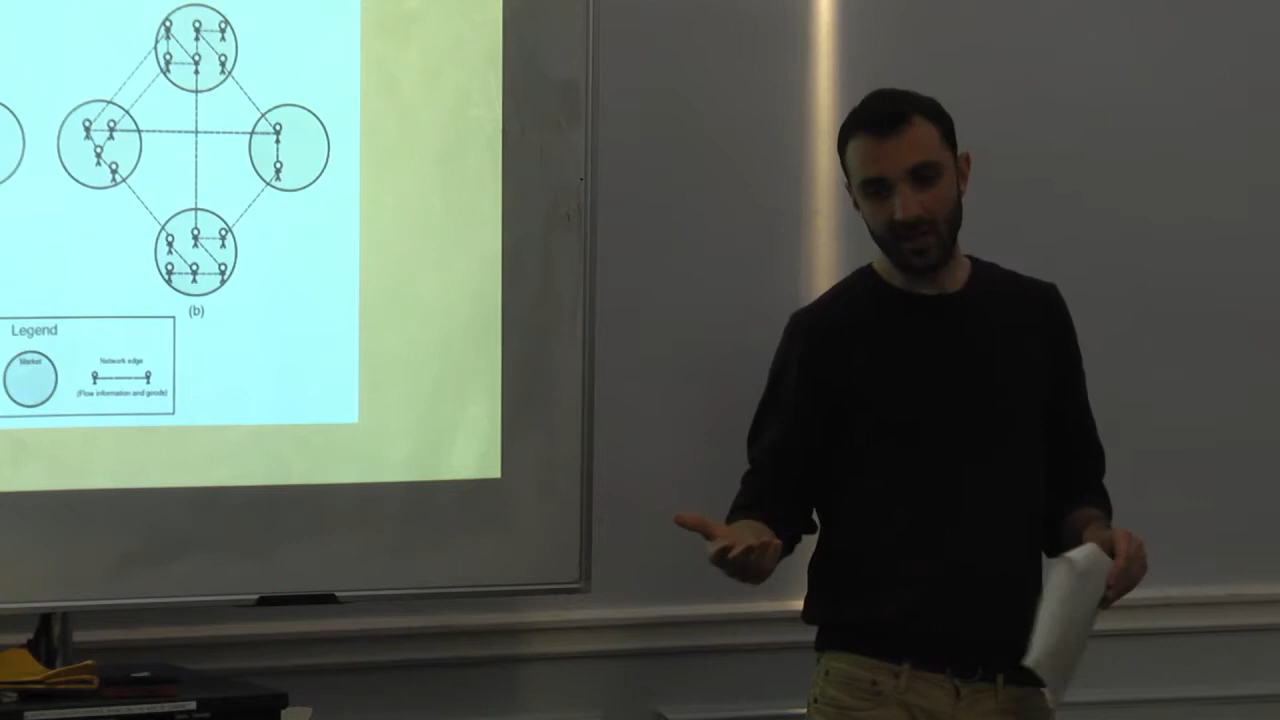 (b)
Legend
Market
Network edge
(Flow information and goods)